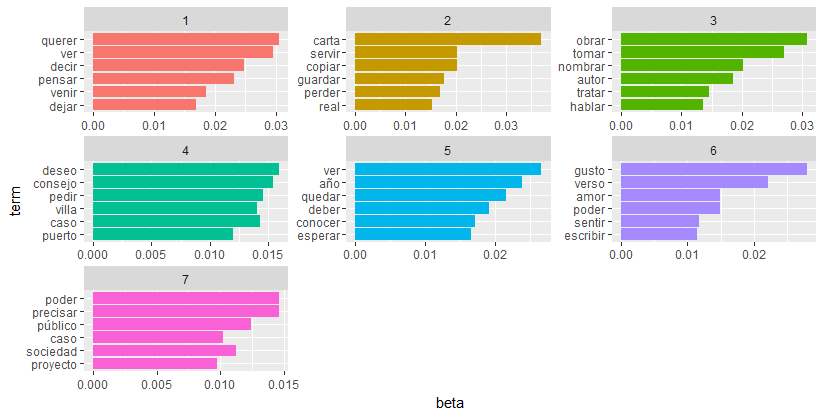 1
querer
ver
decir
pensar
venir
dejar
0.00 0.01 0.02 0.03
2
carta
servir
copiar
guardar
perder
real
0.00 0.01 0.02 0.03
3
obrar
tomar
nombrar
autor
tratar
hablar
0.00 0.01 0.02 0.03
term
4
deseo
consejo
pedir
villa
caso
puerto
0.000 0.005 0.010 0.015
5
ver
año
quedar
deber
conocer
esperar
0.00 0.01 0.02
6
gusto
verso
amor
poder
sentir
escribir
0.00 0.01 0.02
7
poder
precisar
público
caso
sociedad
proyecto
0.000 0.005 0.010 0.015
beta